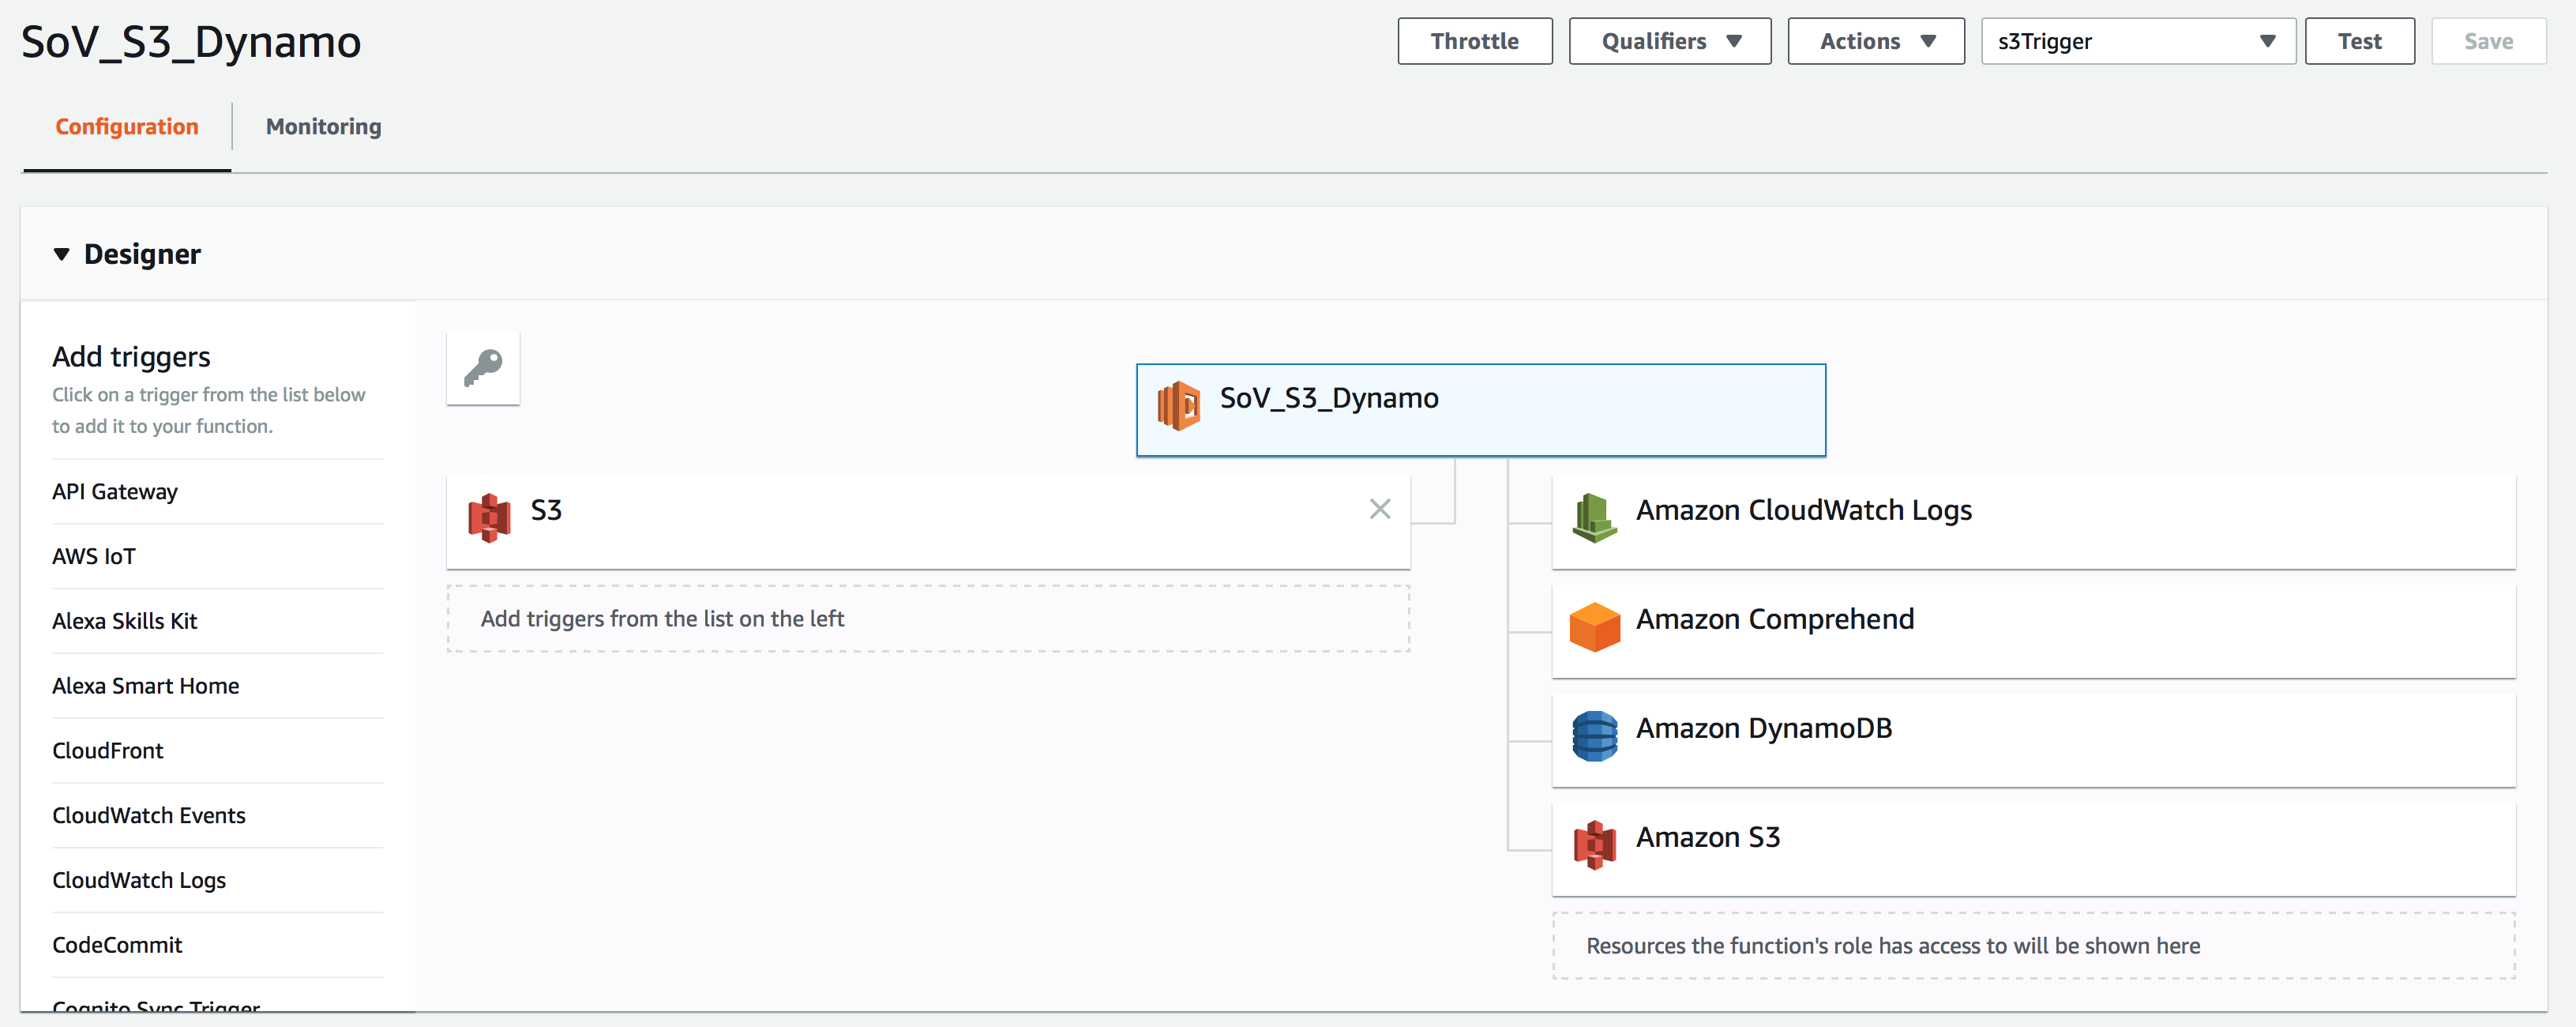 SoV_S3_Dynamo
Throttle
Qualifiers
Actions
s3Trigger
Test
Save
Configuration
Monitoring
Designer
Add triggers
Click on a trigger from the list below
to add it to your function.
API Gateway
AWS IoT
Alexa Skills Kit
Alexa Smart Home
CloudFront
CloudWatch Events
CloudWatch Logs
CodeCommit
Cognito Sync Trigger
SoV_S3_Dynamo
S3
Add triggers from the list on the left
Amazon CloudWatch Logs
Amazon Comprehend
Amazon DynamoDB
Amazon S3
Resources the function's role has access to will be shown here